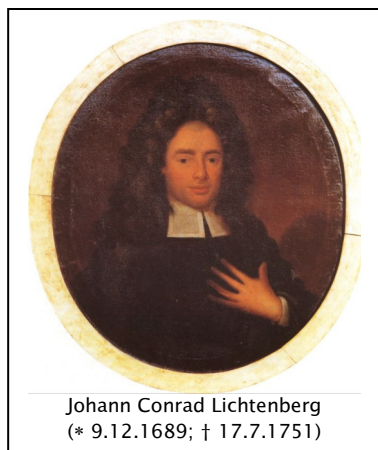 Johann Conrad Lichtenberg
(* 9.12.1689; † 17.7.1751)